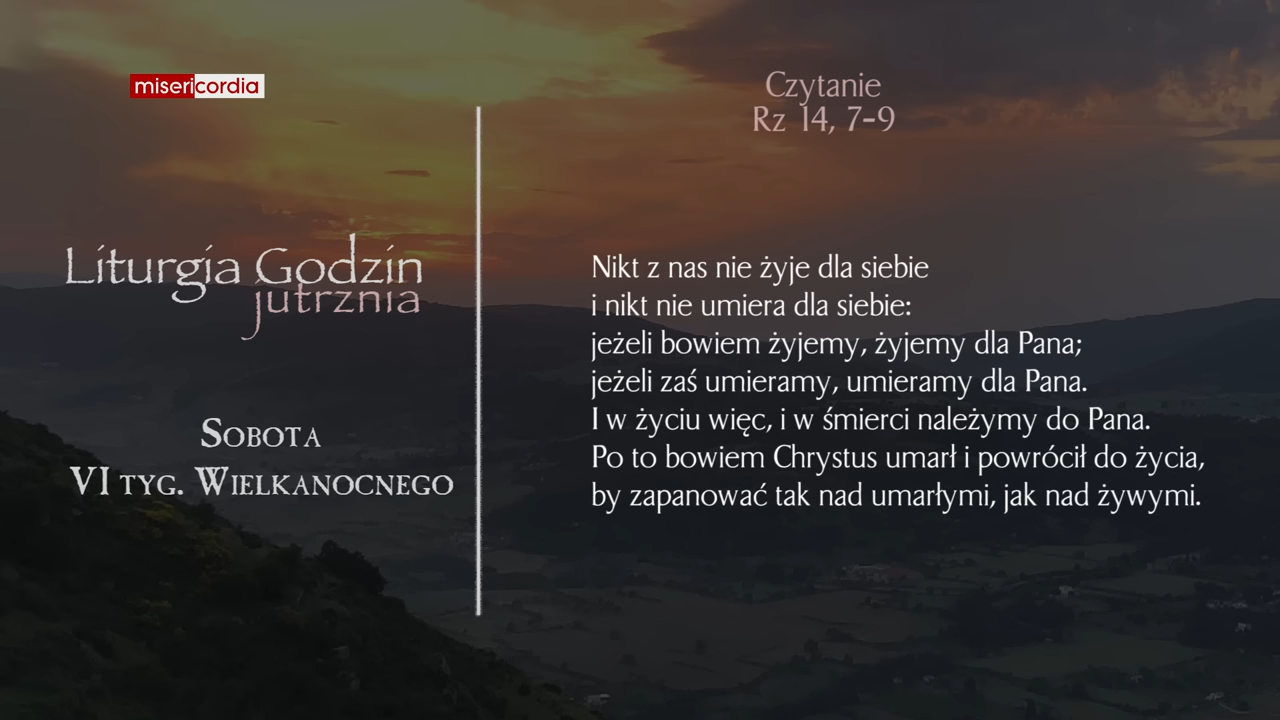 misericordia
Liturgia Godzin
jutrznia
Sobota
VI tyg. Wielkanocnego
Czytanie
Rz 14, 7-9
Nikt z nas nie żyje dla siebie
i nikt nie umiera dla siebie:
jeżeli bowiem żyjemy, żyjemy dla Pana;
jeżeli zaś umieramy, umieramy dla Pana.
I w życiu więc, i w śmierci należymy do Pana.
Po to bowiem Chrystus umarł i powrócił do życia,
by zapanować tak nad umarłymi, jak nad żywymi.